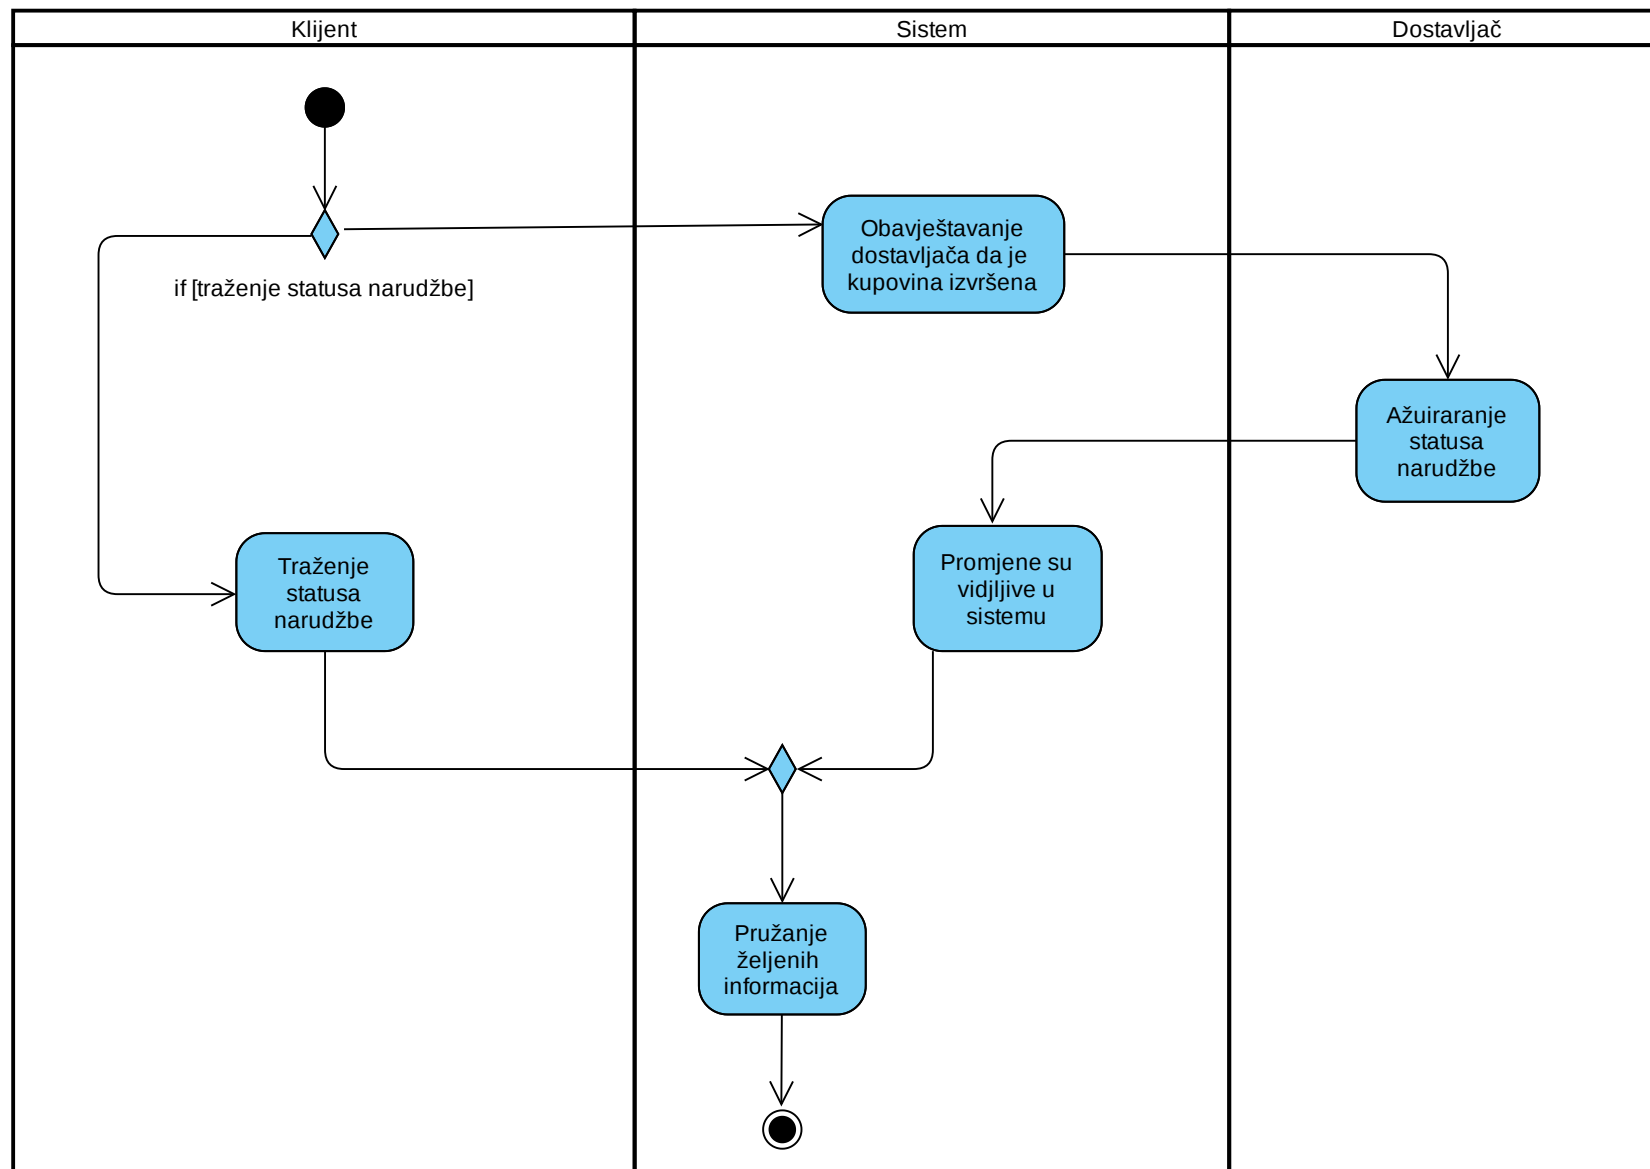 Klijent
Sistem
Dostavljač
if [traženje statusa narudžbe]
Obavještavanje
dostavljača da je
kupovina izvršena
Ažuiraranje
statusa
narudžbe
Traženje
statusa
narudžbe
Promjene su
vidjljive u
sistemu
Pružanje
željenih
informacija